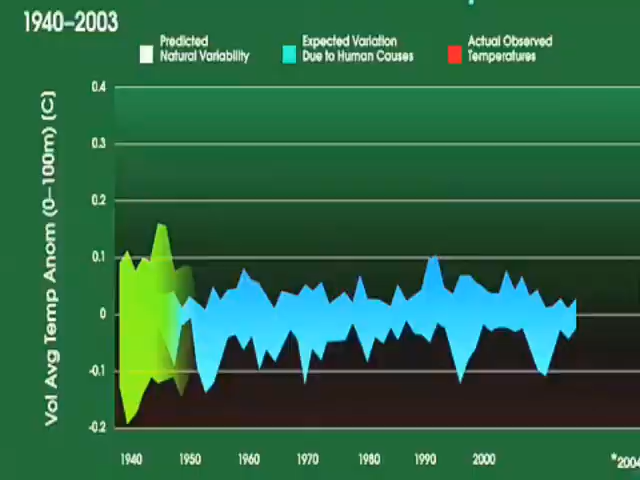 1940–2003
Predicted
Natural Variability
Expected Variation
Due to Human Causes
Actual Observed
Temperatures
Vol Avg Temp Anom (0–100m) (C)
0.4
0.3
0.2
0.1
0
-0.1
-0.2
1940 1950 1960 1970 1980 1990 2000
*2004